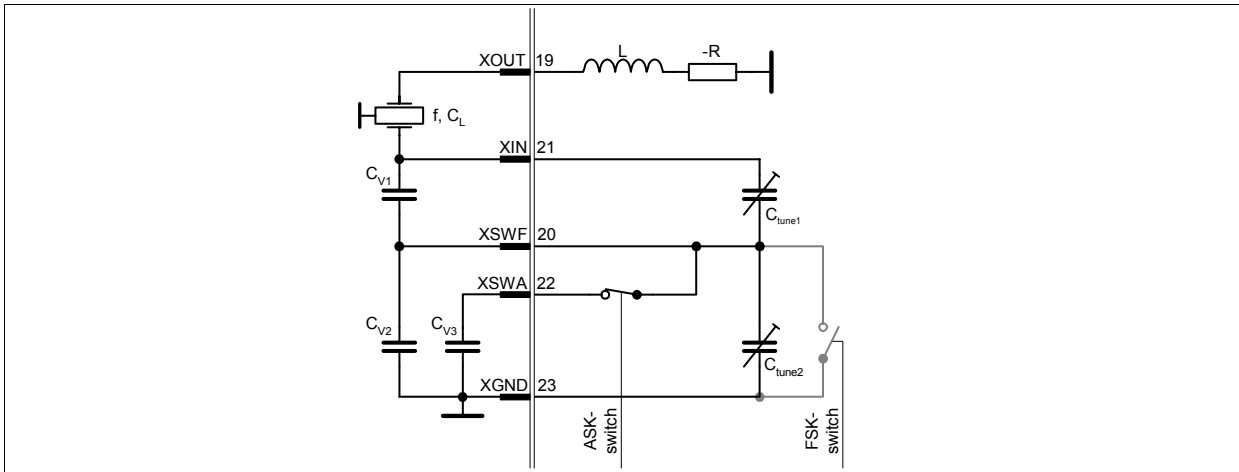 XOUT 19 L -R
f, CL
XIN 21
CV1
Ctune1
XSWF 20
XSWA 22
CV2 CV3
Ctune2
XGND 23
ASK-
switch
FSK-
switch